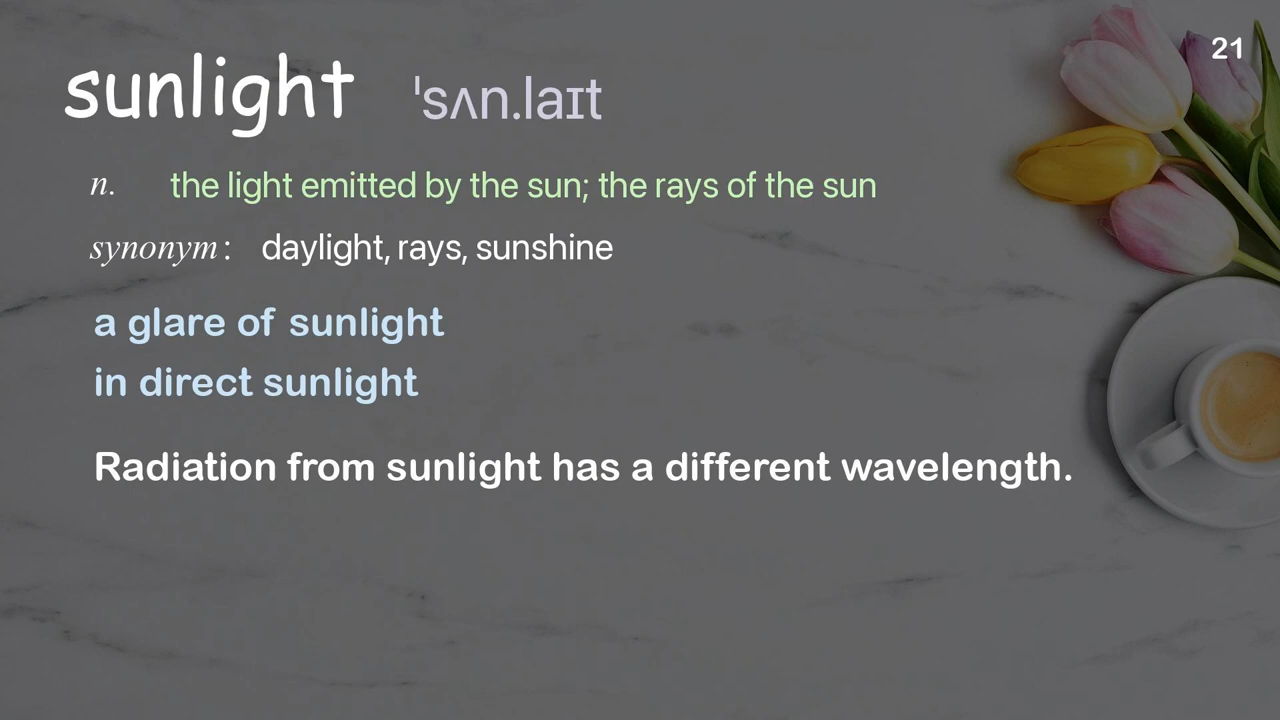 21
sunlight ˈsʌn.laɪt
n. the light emitted by the sun; the rays of the sun
synonym: daylight, rays, sunshine
a glare of sunlight
in direct sunlight
Radiation from sunlight has a different wavelength.